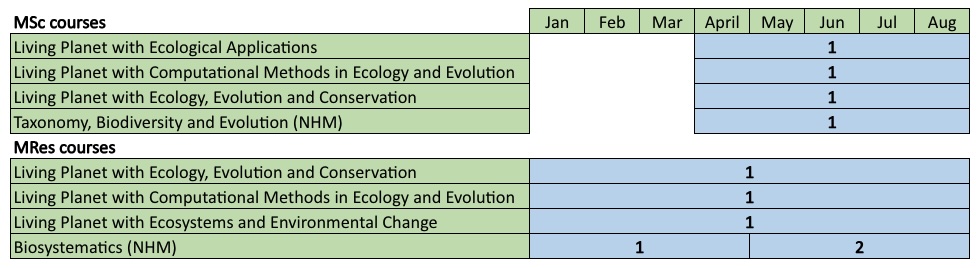 MSc courses Jan Feb Mar April May Jun Jul Aug
Living Planet with Ecological Applications 1
Living Planet with Computational Methods in Ecology and Evolution 1
Living Planet with Ecology, Evolution and Conservation 1
Taxonomy, Biodiversity and Evolution (NHM) 1
MRes courses
Living Planet with Ecology, Evolution and Conservation 1
Living Planet with Computational Methods in Ecology and Evolution 1
Living Planet with Ecosystems and Environmental Change 1
Biosystematics (NHM) 1 2